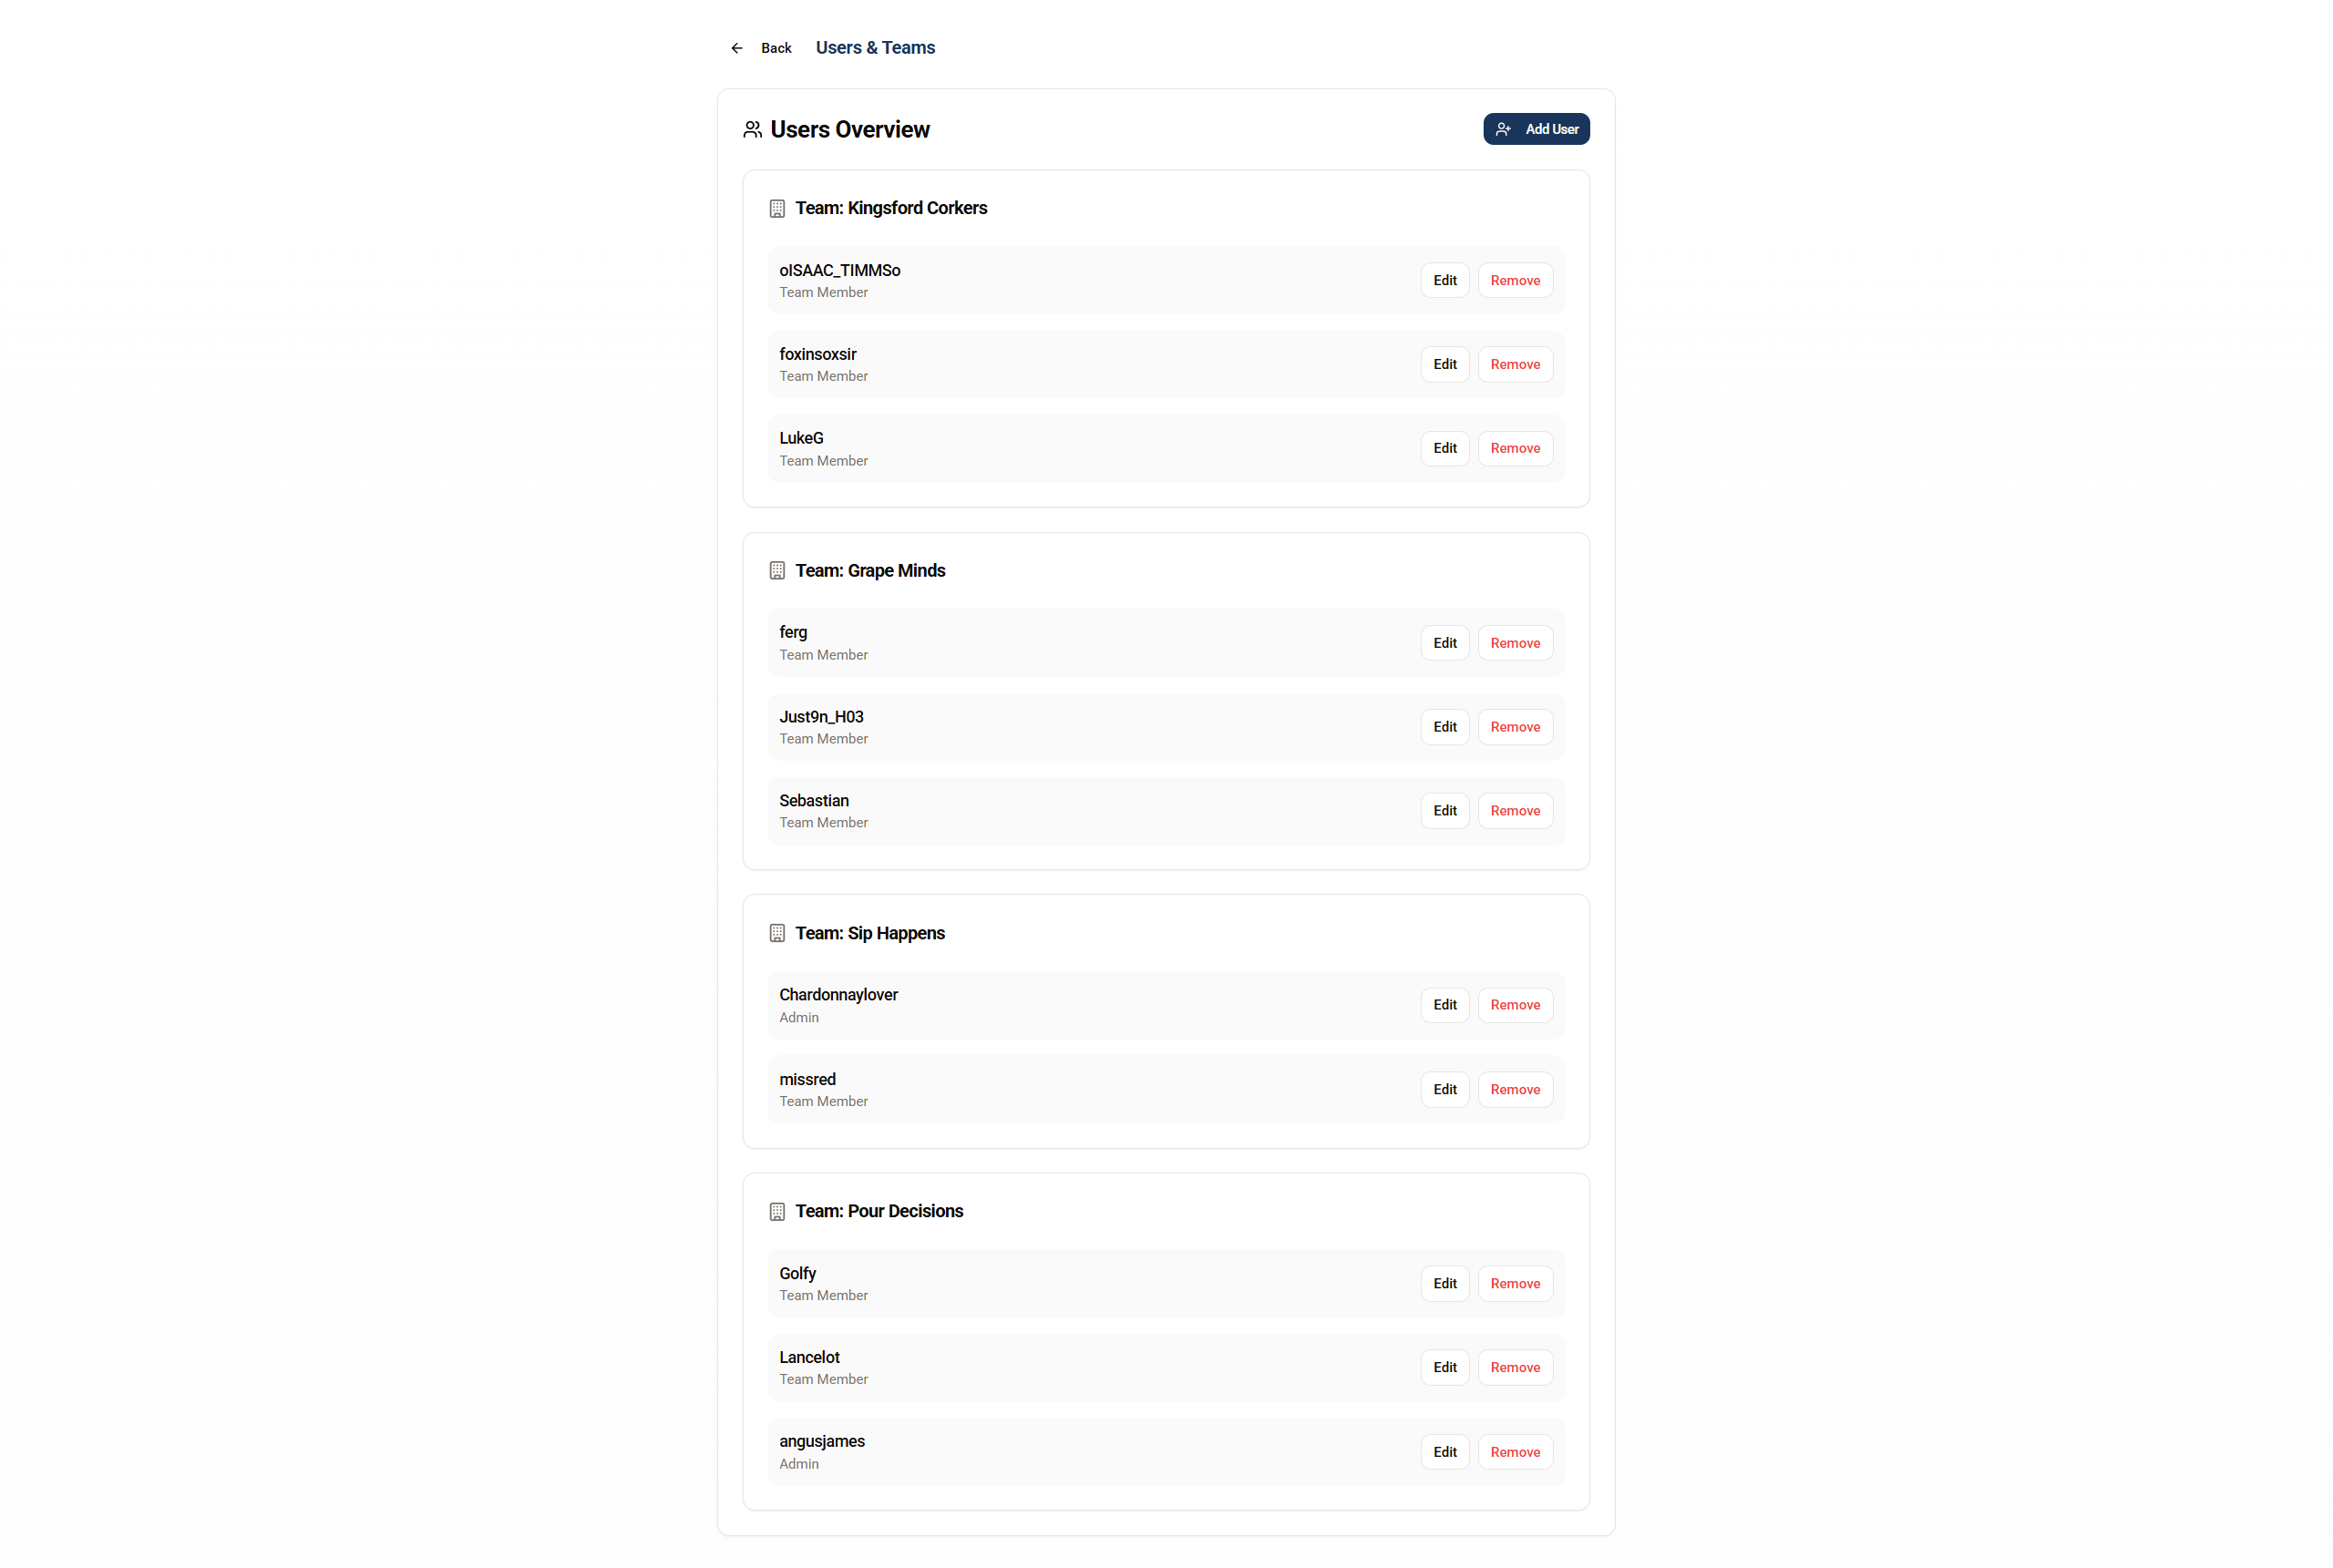 Back Users & Teams
Users Overview Add User
Team: Kingsford Corkers
oISAAC_TIMMSo
Team Member
Edit Remove
foxinsoxsir
Team Member
Edit Remove
LukeG
Team Member
Edit Remove
Team: Grape Minds
ferg
Team Member
Edit Remove
Just9n_H03
Team Member
Edit Remove
Sebastian
Team Member
Edit Remove
Team: Sip Happens
Chardonnaylover
Admin
Edit Remove
missred
Team Member
Edit Remove
Team: Pour Decisions
Golfy
Team Member
Edit Remove
Lancelot
Team Member
Edit Remove
angusjames
Admin
Edit Remove